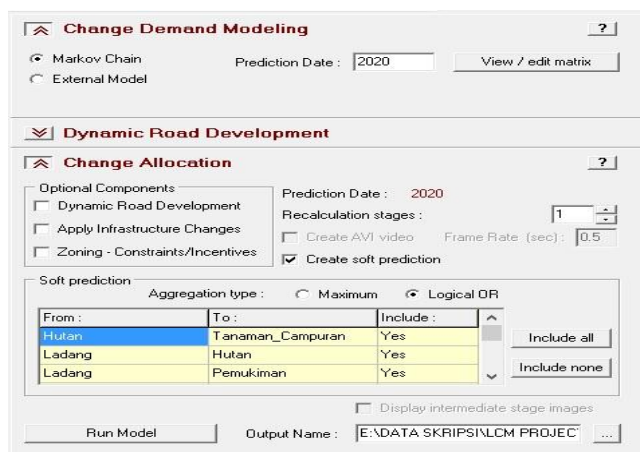 Change Demand Modeling ?
Markov Chain Prediction Date : 2020 View / edit matrix
External Model
Dynamic Road Development
Change Allocation ?
Optional Components
Dynamic Road Development
Apply Infrastructure Changes
Zoning - Constraints/Incentives
Prediction Date : 2020
Recalculation stages : 1
Create AVI video Frame Rate (sec) : 0.5
Create soft prediction
Soft prediction
Aggregation type : Maximum Logical OR
From : To : Include :
Hutan Tanaman_Campuran Yes
Ladang Hutan Yes
Ladang Pemukiman Yes
Include all
Include none
Display intermediate stage images
Run Model Output Name : E:\DATA SKRIPSI\LCM PROJEC ...